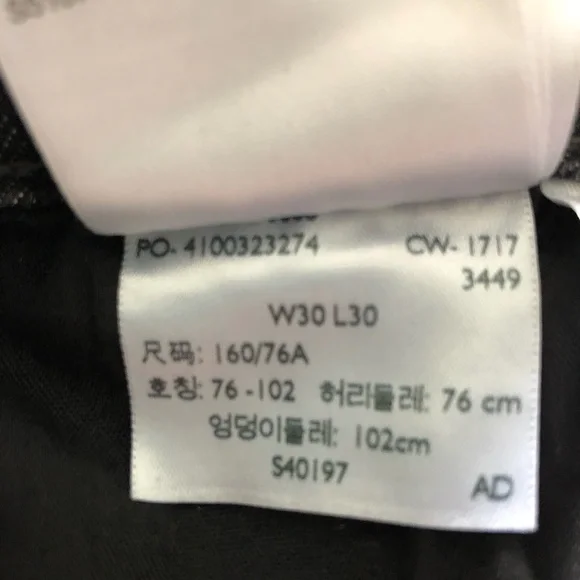 PO- 4100323274 CW- 1717
3449
W30 L30
尺码: 160/76A
호칭: 76 -102 허리둘레: 76 cm
엉덩이둘레: 102cm
S40197
AD